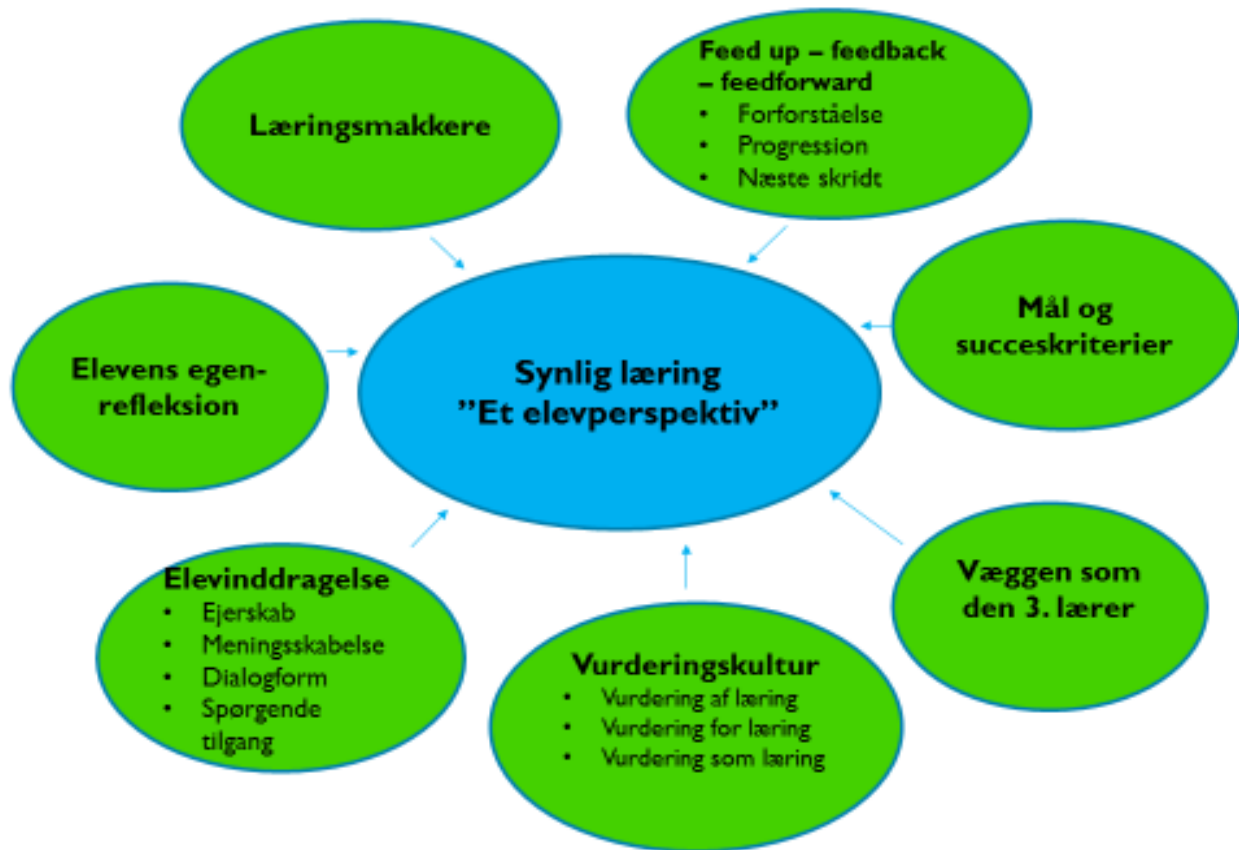 Læringsmakkere
Feed up – feedback
– feedforward
• Forforståelse
• Progression
• Næste skridt
Mål og
succeskriterier
Elevens egen-
refleksion
Synlig læring
”Et elevperspektiv”
Væggen som
den 3. lærer
Elevinddragelse
• Ejerskab
• Meningsskabelse
• Dialogform
• Spørgende
tilgang
Vurderingskultur
• Vurdering af læring
• Vurdering for læring
• Vurdering som læring